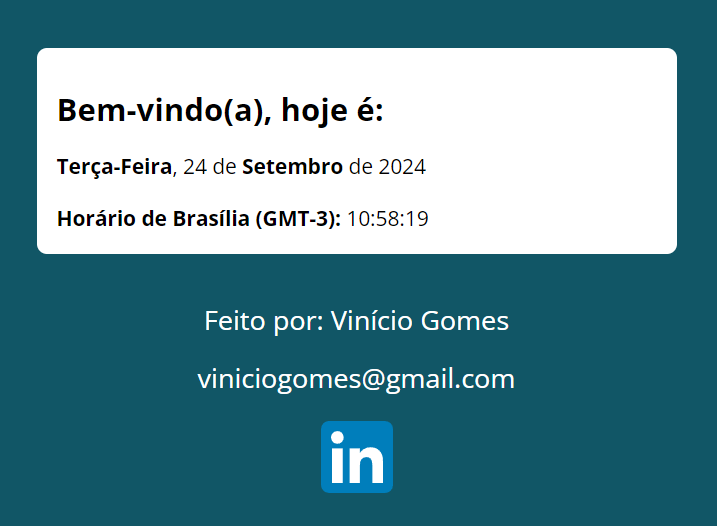 Bem-vindo(a), hoje é:
Terça-Feira, 24 de Setembro de 2024
Horário de Brasília (GMT-3): 10:58:19
Feito por: Vinício Gomes
viniciogomes@gmail.com
in